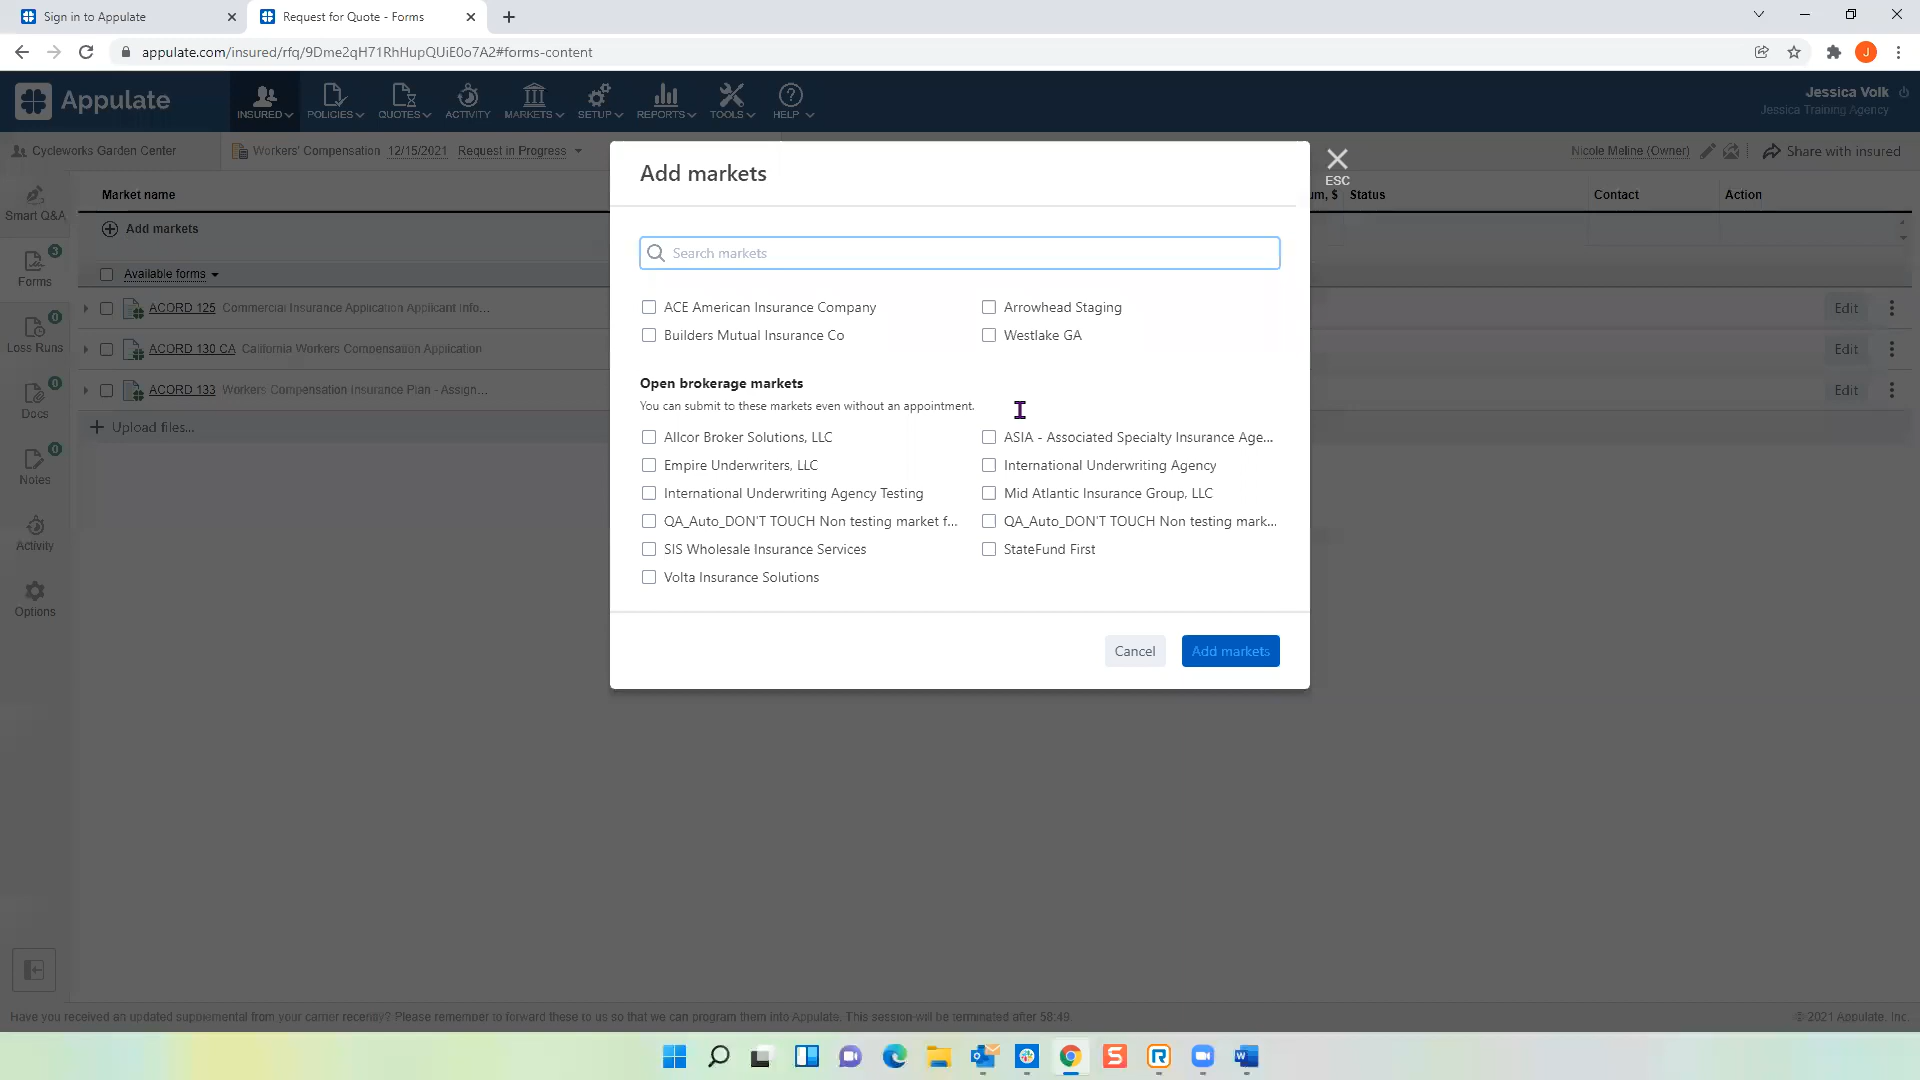 Sign in to Appulate
Request for Quote - Forms
appulate.com/insured/rfq/9Dme2qH71RhHupQUiE0o7A2#forms-content
J
Appulate
INSURED
POLICIES
QUOTES
ACTIVITY
MARKETS
SETUP
REPORTS
TOOLS
HELP
Jessica Volk
Jessica Training Agency
Cycleworks Garden Center
Workers' Compensation 12/15/2021 Request in Progress
Nicole Meline (Owner)
Share with insured
Add markets
ESC
Smart Q&A
Market name
um, $
Status
Contact
Action
Add markets
Search markets
3
Forms
Available forms
ACORD 125 Commercial Insurance Application Applicant Info...
Edit
ACE American Insurance Company
Arrowhead Staging
0
Loss Runs
ACORD 130 CA California Workers Compensation Application
Edit
Builders Mutual Insurance Co
Westlake GA
0
Docs
ACORD 133 Workers Compensation Insurance Plan - Assign...
Edit
Open brokerage markets
You can submit to these markets even without an appointment.
Upload files...
Allcor Broker Solutions, LLC
ASIA - Associated Specialty Insurance Age...
0
Notes
Empire Underwriters, LLC
International Underwriting Agency
International Underwriting Agency Testing
Mid Atlantic Insurance Group, LLC
QA_Auto_DON'T TOUCH Non testing market f...
QA_Auto_DON'T TOUCH Non testing mark...
Activity
SIS Wholesale Insurance Services
StateFund First
Volta Insurance Solutions
Options
Cancel
Add markets
Have you received an updated supplemental from your carrier recently? Please remember to forward these to us so that we can program them into Appulate. This session will be terminated after 58:49.
© 2021 Appulate, Inc.